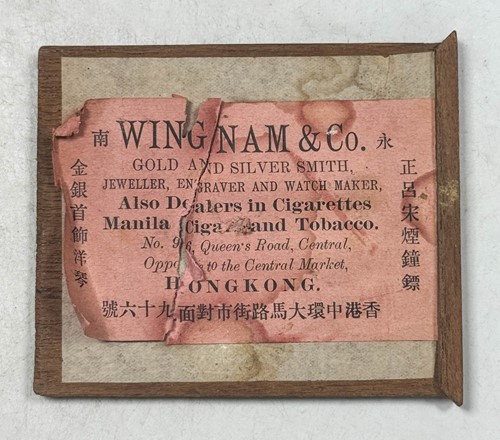 南 WING NAM & Co. 永
GOLD AND SILVER SMITH,
JEWELLER, ENGRAVER AND WATCH MAKER,
Also Dealers in Cigarettes
Manila Cigars and Tobacco.
No. 96, Queen's Road, Central,
Opposite to the Central Market,
HONGKONG.
號六十九面對市街路馬大環中港香
正呂宋煙鐘鏢
金銀首飾洋琴